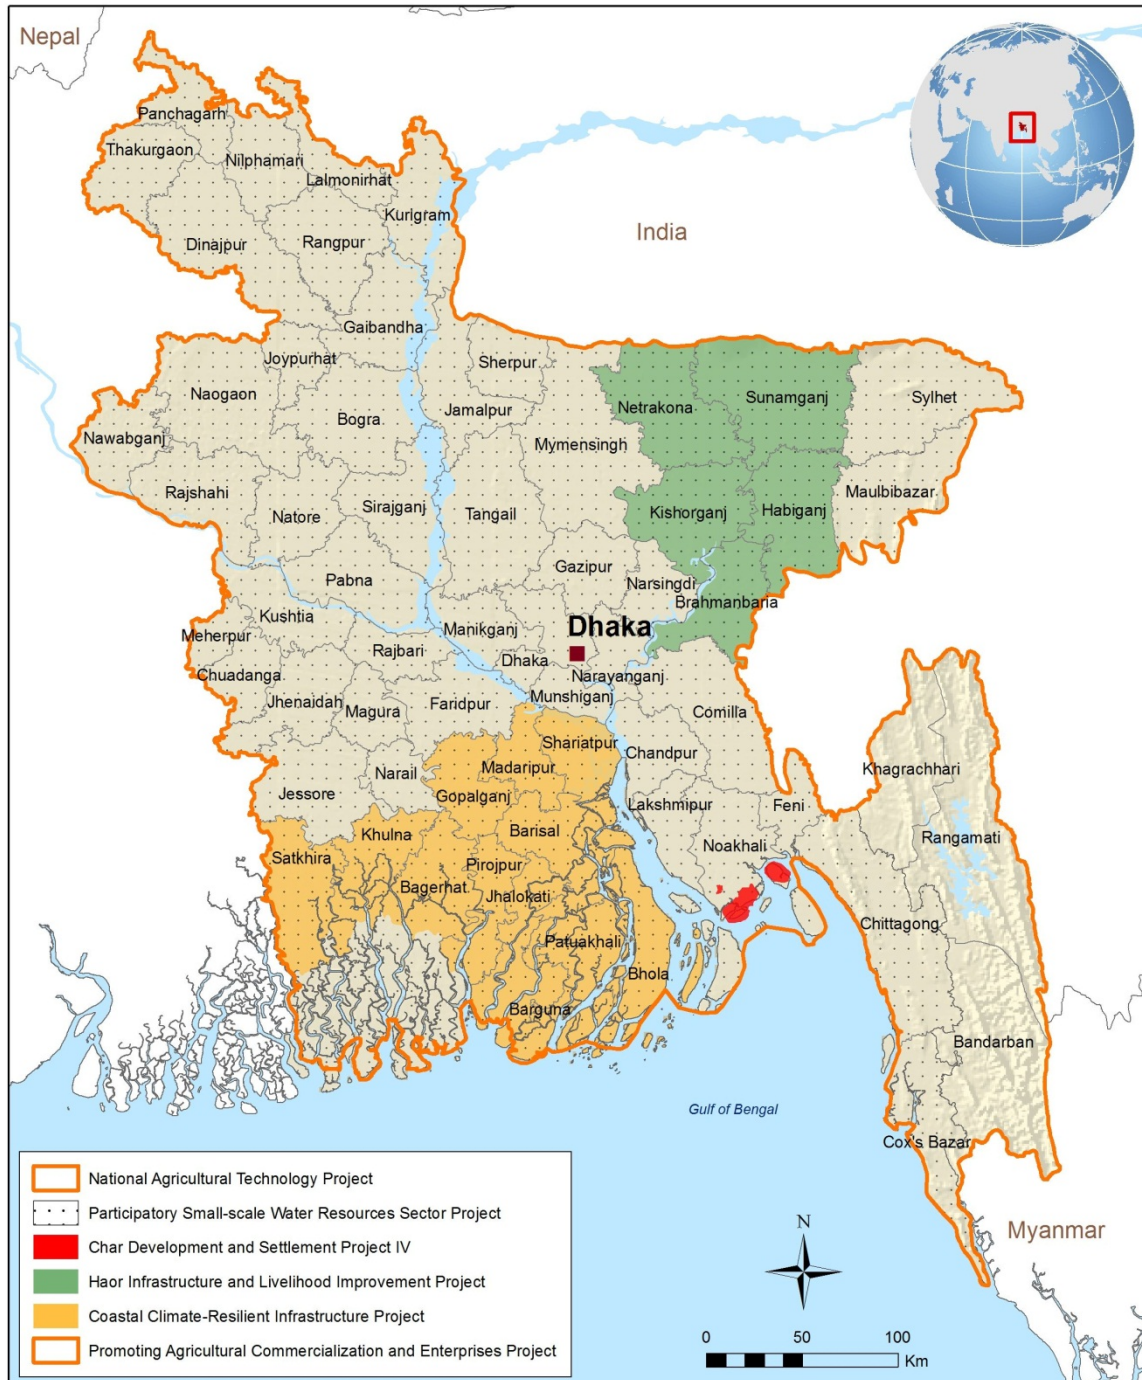 Nepal
Panchagarh
Thakurgaon
Nilphamari
Lalmonirhat
Kurigram
India
Dinajpur
Rangpur
Gaibandha
Joypurhat
Sherpur
Naogaon
Netrakona
Sunamganj
Sylhet
Bogra
Jamalpur
Nawabganj
Mymensingh
Rajshahi
Maulbibazar
Natore
Sirajganj
Tangail
Kishorganj
Habiganj
Gazipur
Pabna
Narsingdi
Brahmanbaria
Kushtia
Meherpur
Manikganj
Dhaka
Rajbari
Dhaka
Chuadanga
Narayanganj
Jhenaidah
Magura
Faridpur
Munshiganj
Comilla
Shariatpur
Chandpur
Narail
Madaripur
Khagrachhari
Jessore
Gopalganj
Lakshmipur
Feni
Khulna
Barisal
Rangamati
Satkhira
Noakhali
Pirojpur
Bagerhat
Jhalokati
Chittagong
Patuakhali
Bhola
Barguna
Bandarban
Gulf of Bengal
Cox's Bazar
Myanmar
National Agricultural Technology Project
Participatory Small-scale Water Resources Sector Project
Char Development and Settlement Project IV
Haor Infrastructure and Livelihood Improvement Project
Coastal Climate-Resilient Infrastructure Project
Promoting Agricultural Commercialization and Enterprises Project
N
0 50 100
Km